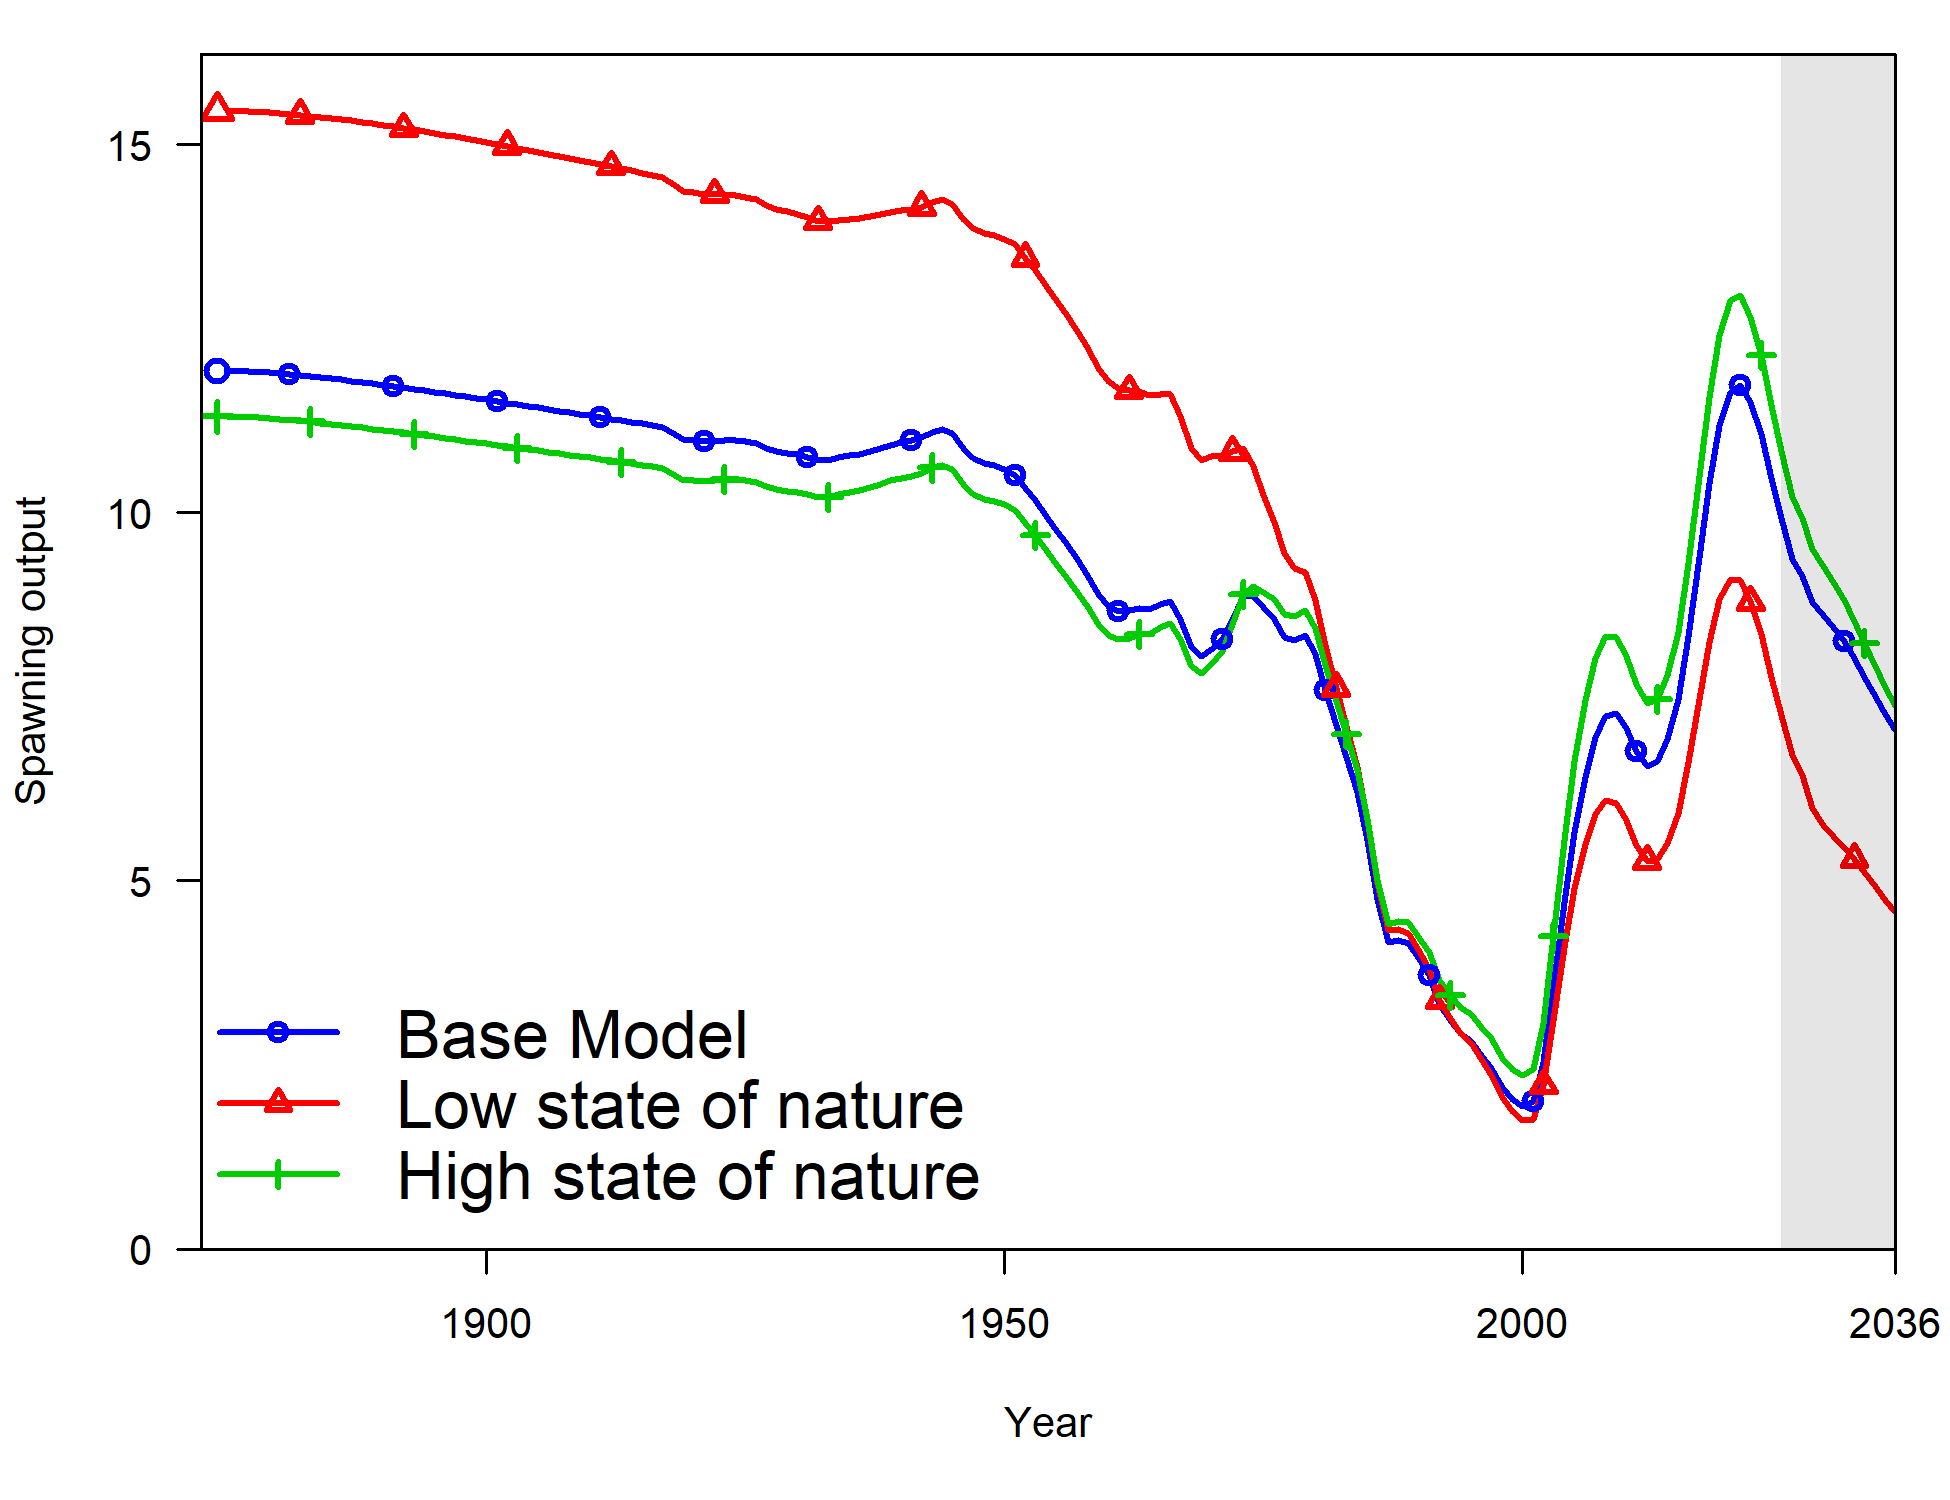 Spawning output
15
10
5
0
Base Model
Low state of nature
High state of nature
1900
1950
2000
2036
Year